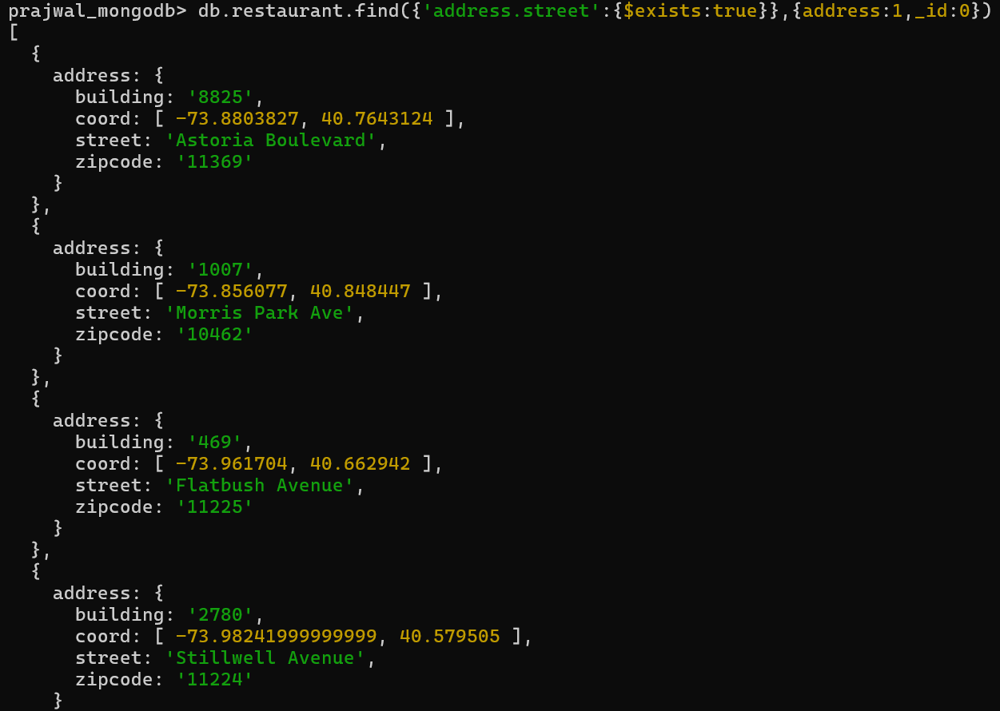 prajwal_mongodb> db.restaurant.find({'address.street':{$exists:true}},{address:1,_id:0})
[
  {
    address: {
      building: '8825',
      coord: [ -73.8803827, 40.7643124 ],
      street: 'Astoria Boulevard',
      zipcode: '11369'
    }
  },
  {
    address: {
      building: '1007',
      coord: [ -73.856077, 40.848447 ],
      street: 'Morris Park Ave',
      zipcode: '10462'
    }
  },
  {
    address: {
      building: '469',
      coord: [ -73.961704, 40.662942 ],
      street: 'Flatbush Avenue',
      zipcode: '11225'
    }
  },
  {
    address: {
      building: '2780',
      coord: [ -73.98241999999999, 40.579505 ],
      street: 'Stillwell Avenue',
      zipcode: '11224'
    }